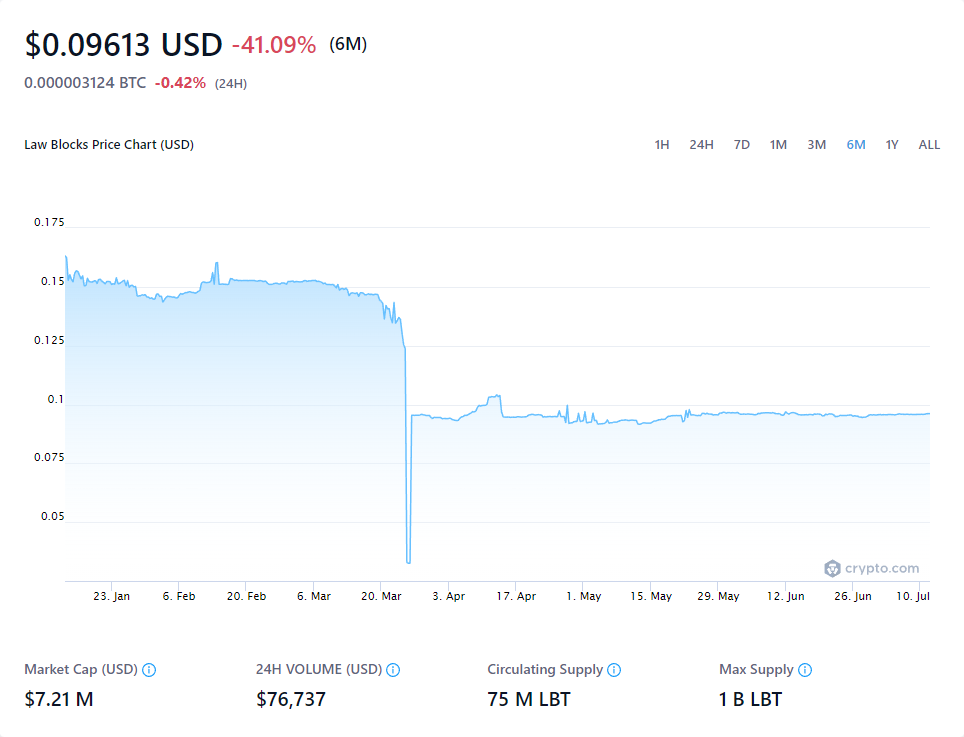 $0.09613 USD -41.09% (6M)
0.000003124 BTC -0.42% (24H)
Law Blocks Price Chart (USD) 1H 24H 7D 1M 3M 6M 1Y ALL
0.175
0.15
0.125
0.1
0.075
0.05
crypto.com
23. Jan 6. Feb 20. Feb 6. Mar 20. Mar 3. Apr 17. Apr 1. May 15. May 29. May 12. Jun 26. Jun 10. Jul
Market Cap (USD) 24H VOLUME (USD) Circulating Supply Max Supply
$7.21 M $76,737 75 M LBT 1 B LBT